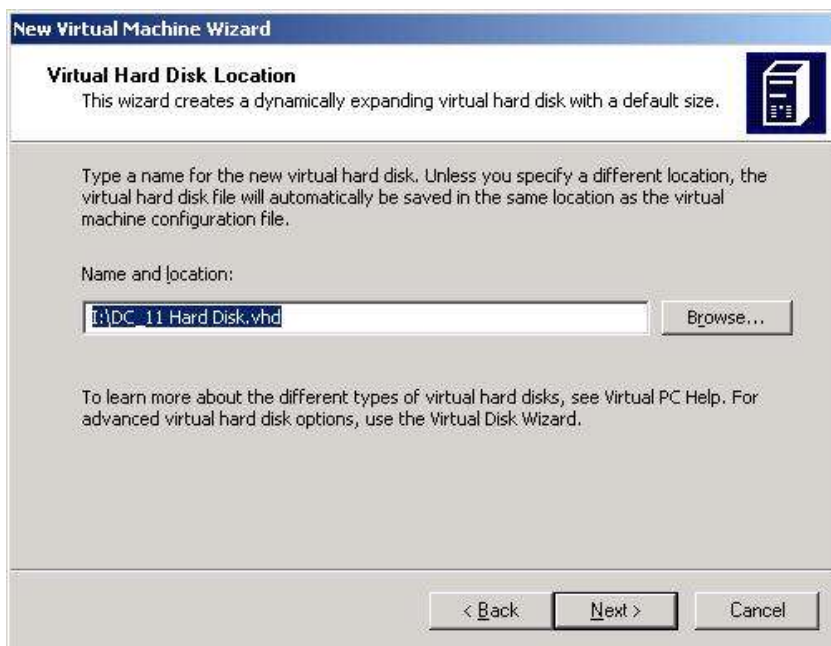 New Virtual Machine Wizard
Virtual Hard Disk Location
This wizard creates a dynamically expanding virtual hard disk with a default size.
Type a name for the new virtual hard disk. Unless you specify a different location, the
virtual hard disk file will automatically be saved in the same location as the virtual
machine configuration file.
Name and location:
I:\DC_11 Hard Disk.vhd
Browse...
To learn more about the different types of virtual hard disks, see Virtual PC Help. For
advanced virtual hard disk options, use the Virtual Disk Wizard.
< Back
Next >
Cancel